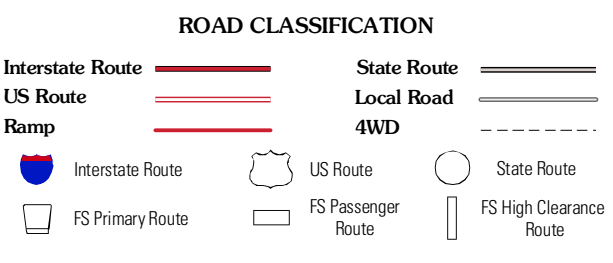 ROAD CLASSIFICATION
Interstate Route
State Route
US Route
Local Road
Ramp
4WD
Interstate Route
US Route
State Route
FS Primary Route
FS Passenger
Route
FS High Clearance
Route